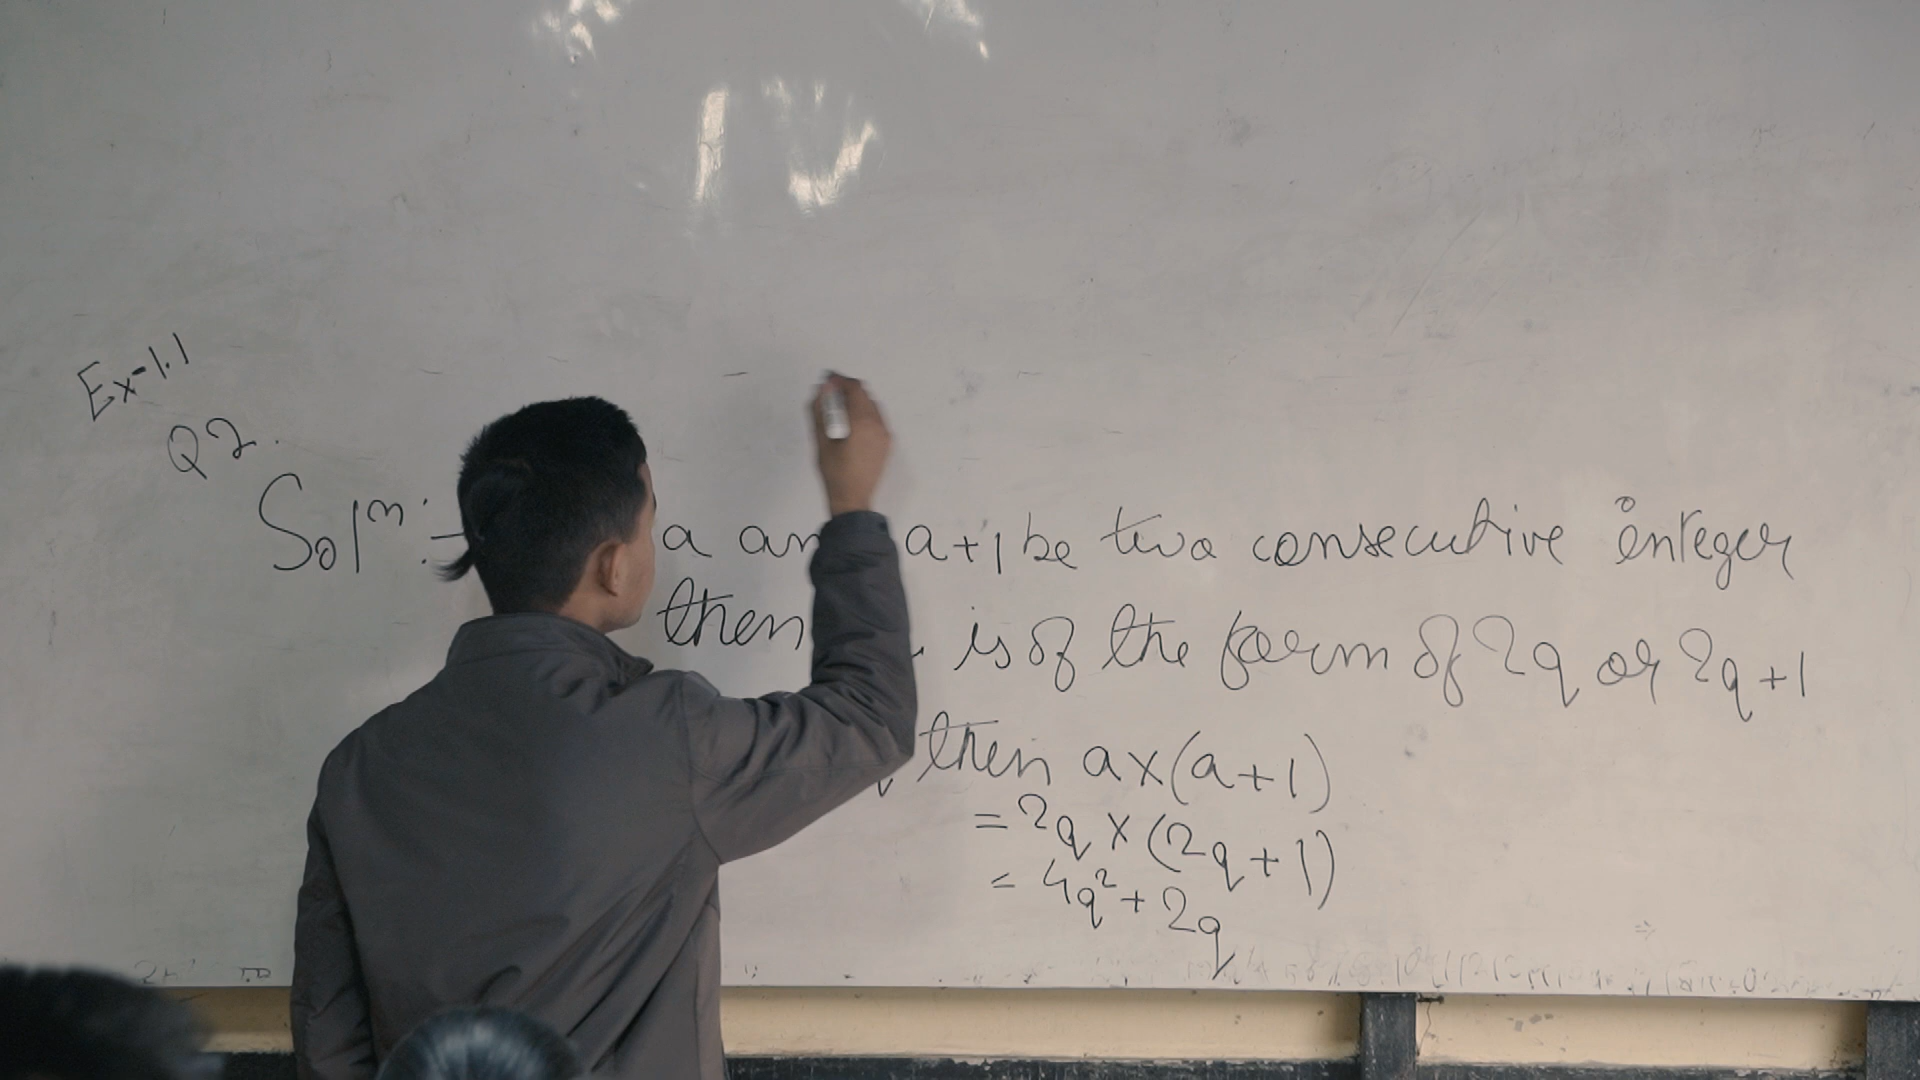 Ex-1.1
Q2.
Solⁿ:- a an a+1 be two consecutive integer
then is of the form of 2q or 2q+1
then a×(a+1)
= 2q × (2q+1)
= 4q²+2q